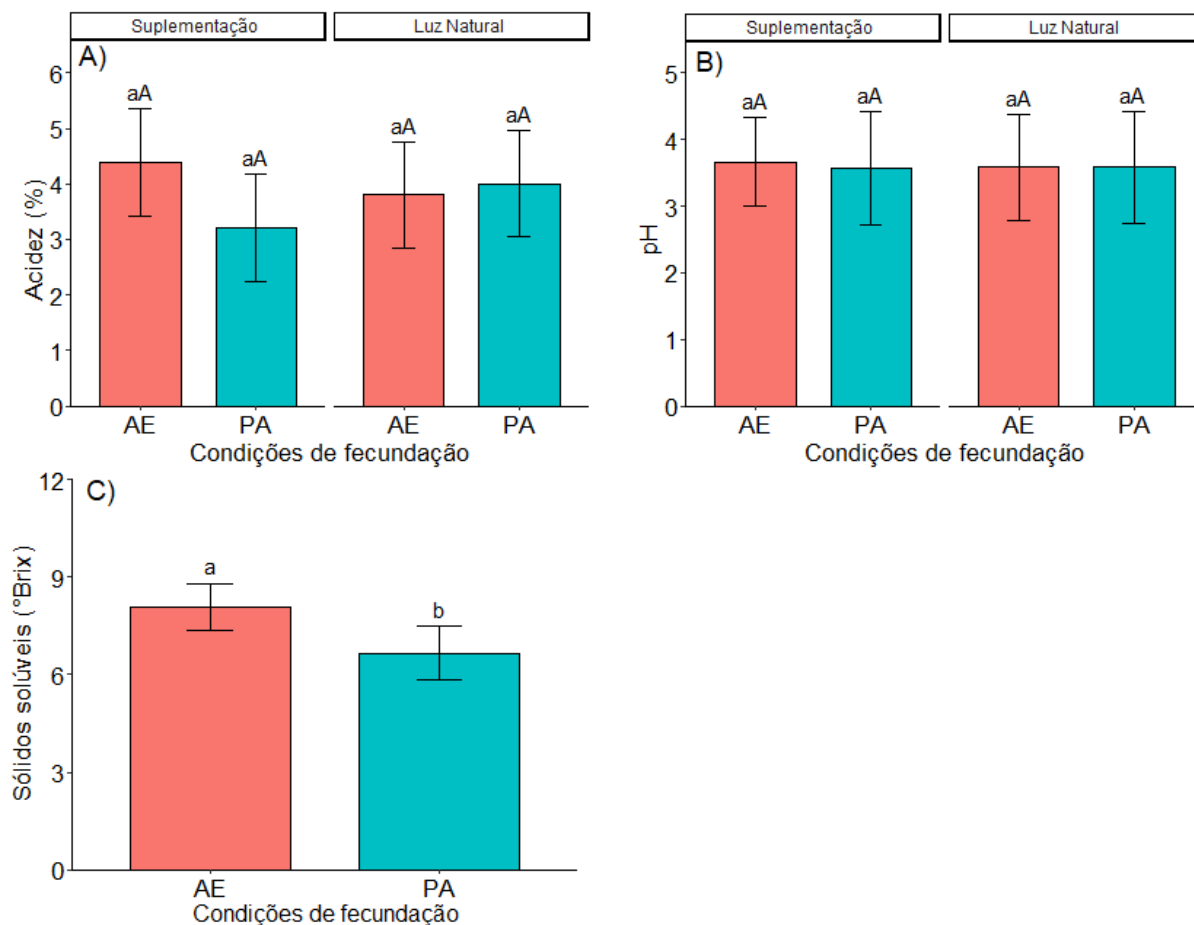 Suplementação
Luz Natural
A)
6
5
4
3
2
1
0
Acidez (%)
aA
aA
aA
aA
AE
PA
AE
PA
Condições de fecundação
Suplementação
Luz Natural
B)
5
4
3
2
1
0
pH
aA
aA
aA
aA
AE
PA
AE
PA
Condições de fecundação
C)
12
9
6
3
0
Sólidos solúveis (°Brix)
a
b
AE
PA
Condições de fecundação